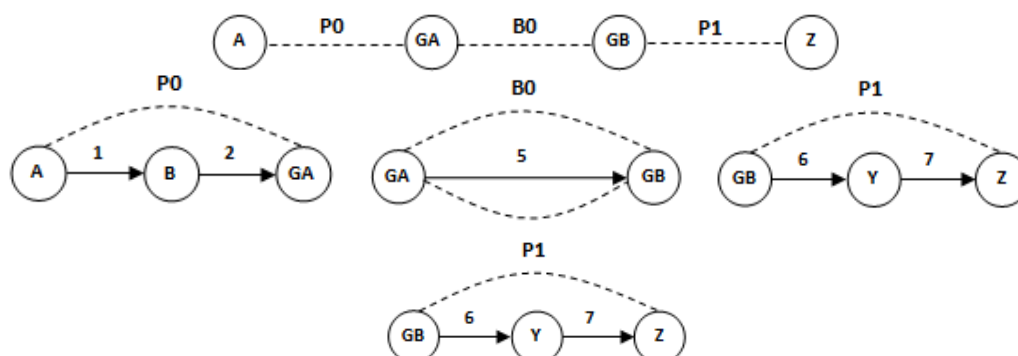 P0 B0 P1
A GA GB Z
P0 B0 P1
1 2 5 6 7
A B GA GA GB GB Y Z
P1
6 7
GB Y Z